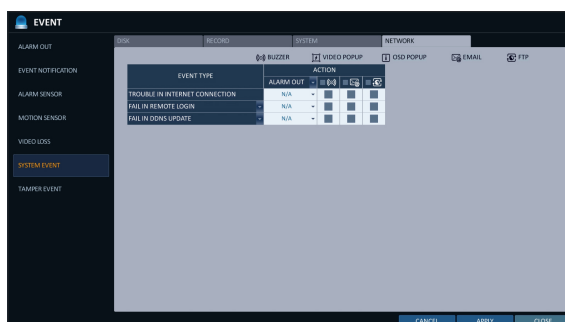 EVENT
DISK RECORD SYSTEM NETWORK
ALARM OUT
BUZZER VIDEO POPUP OSD POPUP EMAIL FTP
EVENT NOTIFICATION
EVENT TYPE ACTION
ALARM OUT
ALARM SENSOR
TROUBLE IN INTERNET CONNECTION N/A
FAIL IN REMOTE LOGIN N/A
FAIL IN DDNS UPDATE N/A
MOTION SENSOR
VIDEO LOSS
SYSTEM EVENT
TAMPER EVENT
CANCEL APPLY CLOSE